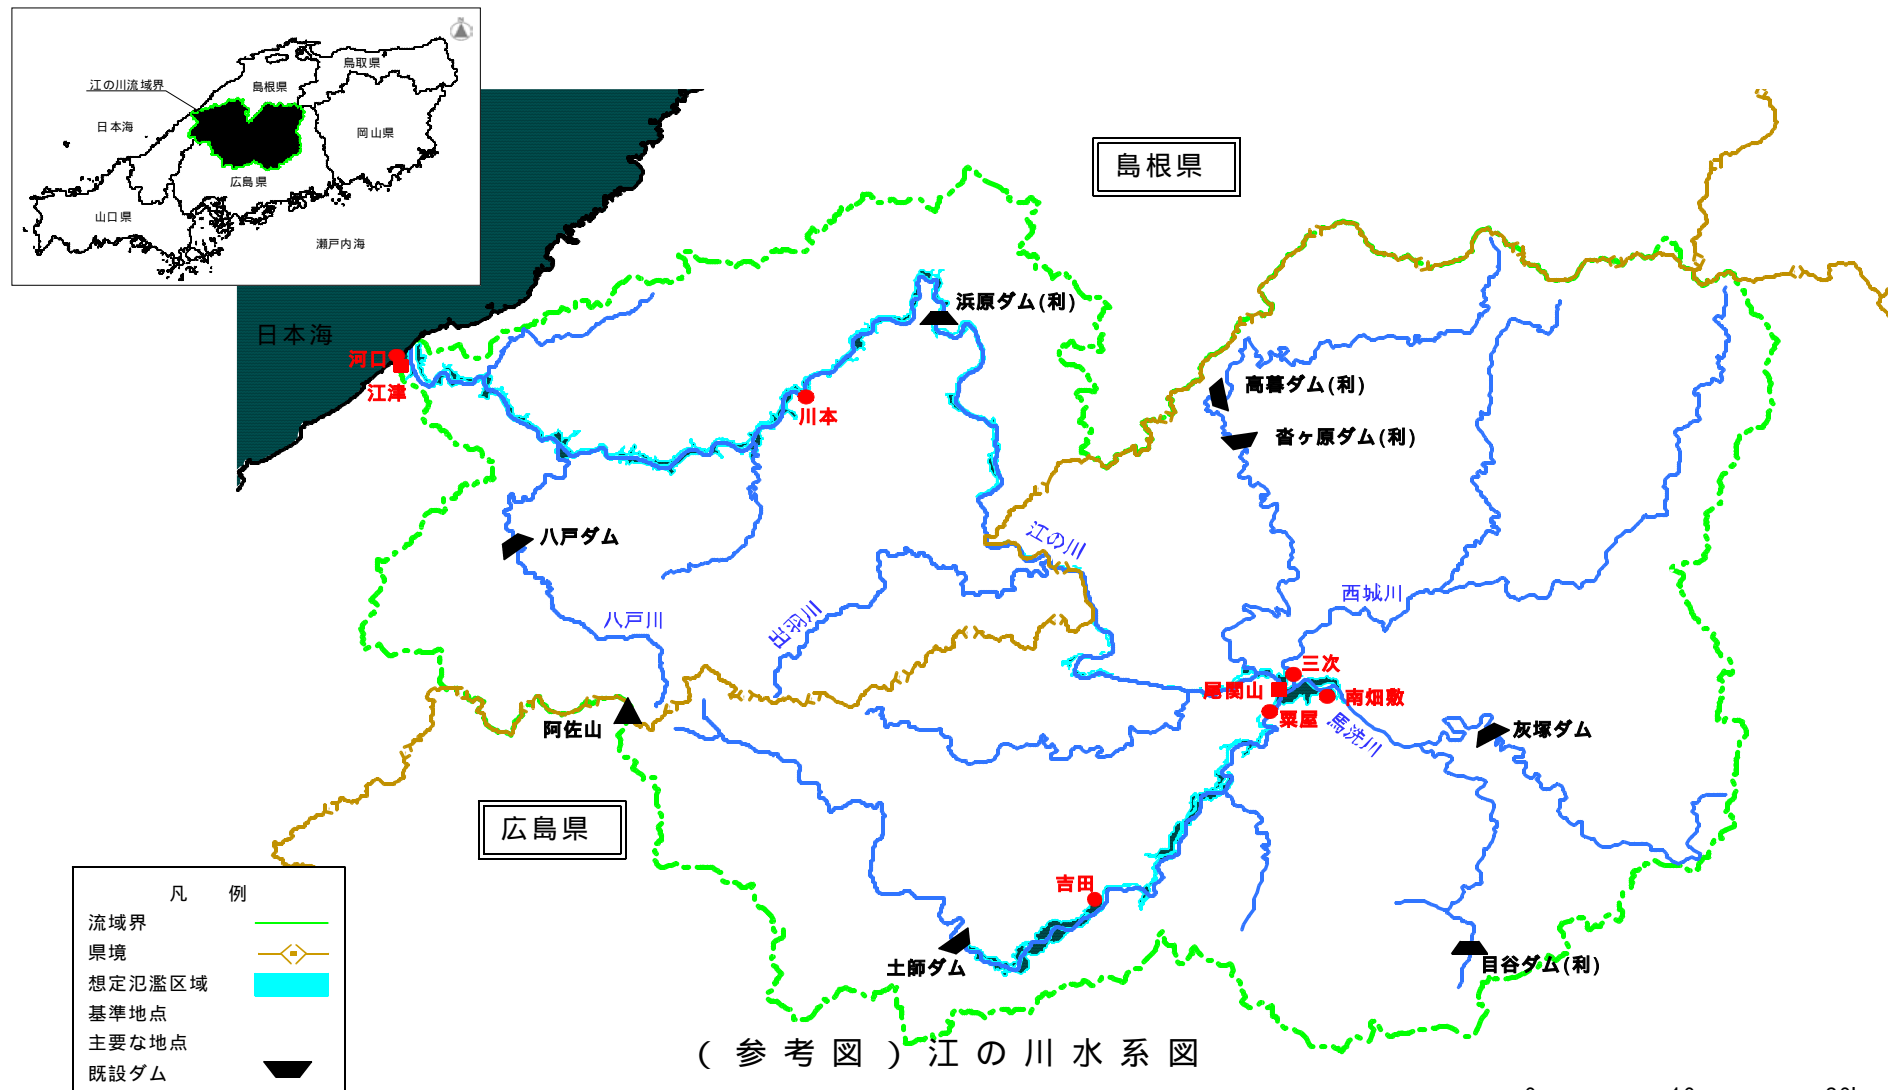 鳥取県
島根県
江の川流域界
日本海
岡山県
広島県
山口県
瀬戸内海
島根県
日本海
河口
江津
浜原ダム(利)
川本
高暮ダム(利)
沓ヶ原ダム(利)
八戸ダム
江の川
八戸川
出羽川
西城川
三次
尾関山
南畑敷
粟屋
馬洗川
灰塚ダム
阿佐山
広島県
吉田
土師ダム
目谷ダム(利)
凡 例
流域界
県境
想定氾濫区域
基準地点
主要な地点
既設ダム
(参考図)江の川水系図